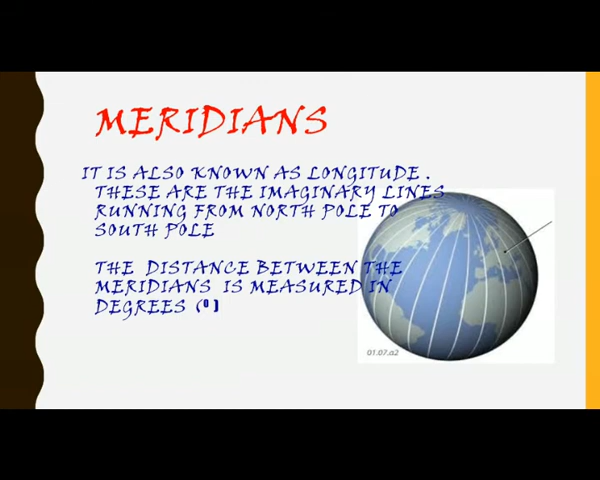 MERIDIANS
IT IS ALSO KNOWN AS LONGITUDE .
THESE ARE THE IMAGINARY LINES
RUNNING FROM NORTH POLE TO
SOUTH POLE
THE DISTANCE BETWEEN THE
MERIDIANS IS MEASURED IN
DEGREES (⁰)
01.07.a2